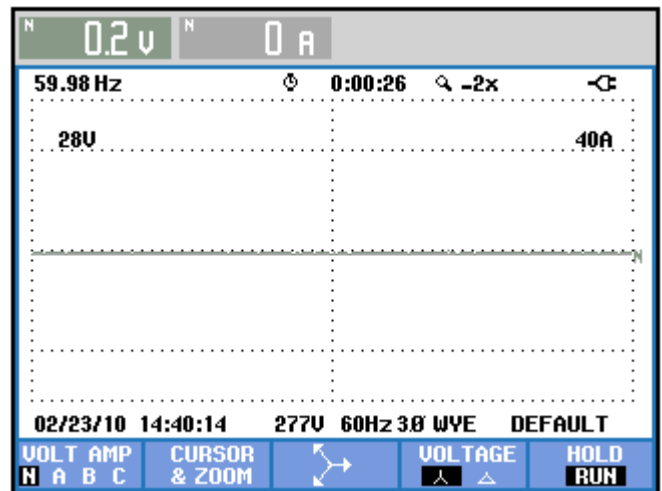 N 0.2 V N 0 A
59.98 Hz 0:00:26 -2x
28V 40A
N
02/23/10 14:40:14 277V 60Hz 3Ø WYE DEFAULT
VOLT AMP CURSOR VOLTAGE HOLD
N A B C & ZOOM RUN